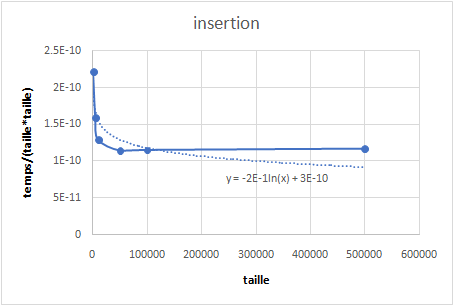 insertion
temps/(taille*taille)
2.5E-10
2E-10
1.5E-10
1E-10
5E-11
0
y = -2E-1ln(x) + 3E-10
0 100000 200000 300000 400000 500000 600000
taille